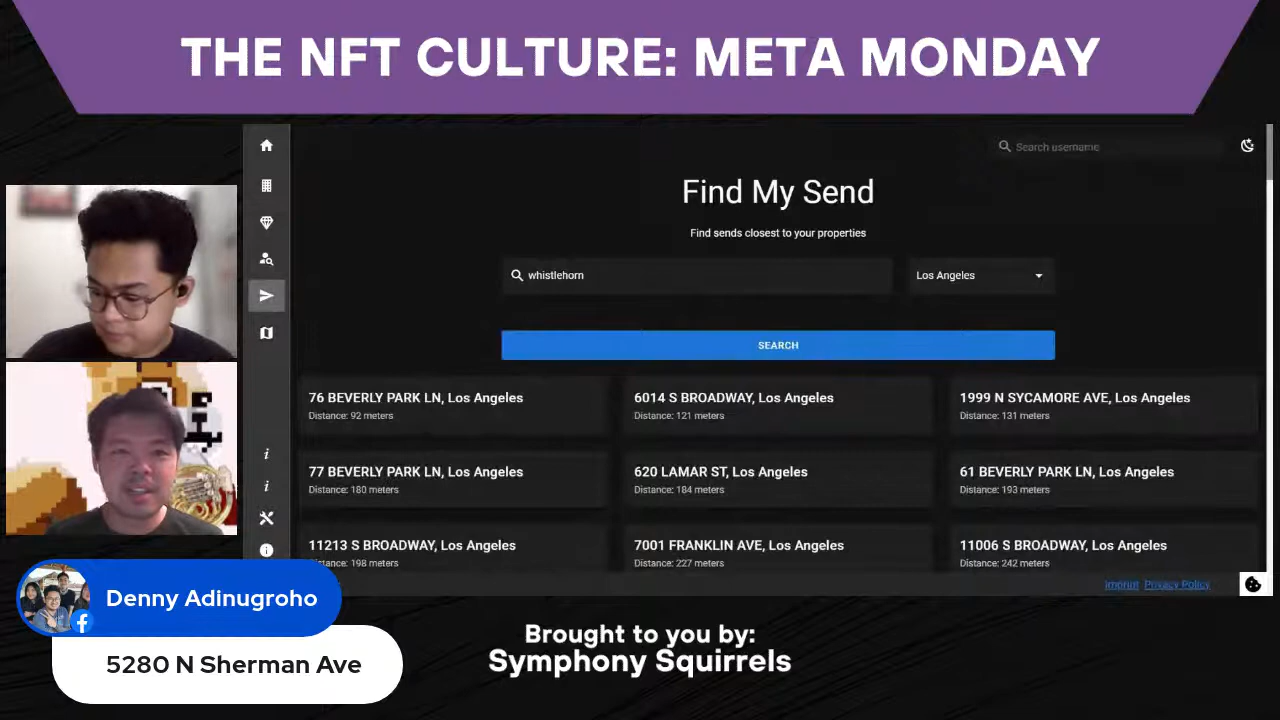 THE NFT CULTURE: META MONDAY
Search username
Find My Send
Find sends closest to your properties
whistlehorn
Los Angeles
SEARCH
76 BEVERLY PARK LN, Los Angeles
Distance: 92 meters
6014 S BROADWAY, Los Angeles
Distance: 121 meters
1999 N SYCAMORE AVE, Los Angeles
Distance: 131 meters
77 BEVERLY PARK LN, Los Angeles
Distance: 180 meters
620 LAMAR ST, Los Angeles
Distance: 184 meters
61 BEVERLY PARK LN, Los Angeles
Distance: 193 meters
11213 S BROADWAY, Los Angeles
Distance: 198 meters
7001 FRANKLIN AVE, Los Angeles
Distance: 227 meters
11006 S BROADWAY, Los Angeles
Distance: 242 meters
Imprint Privacy Policy
Denny Adinugroho
5280 N Sherman Ave
Brought to you by:
Symphony Squirrels